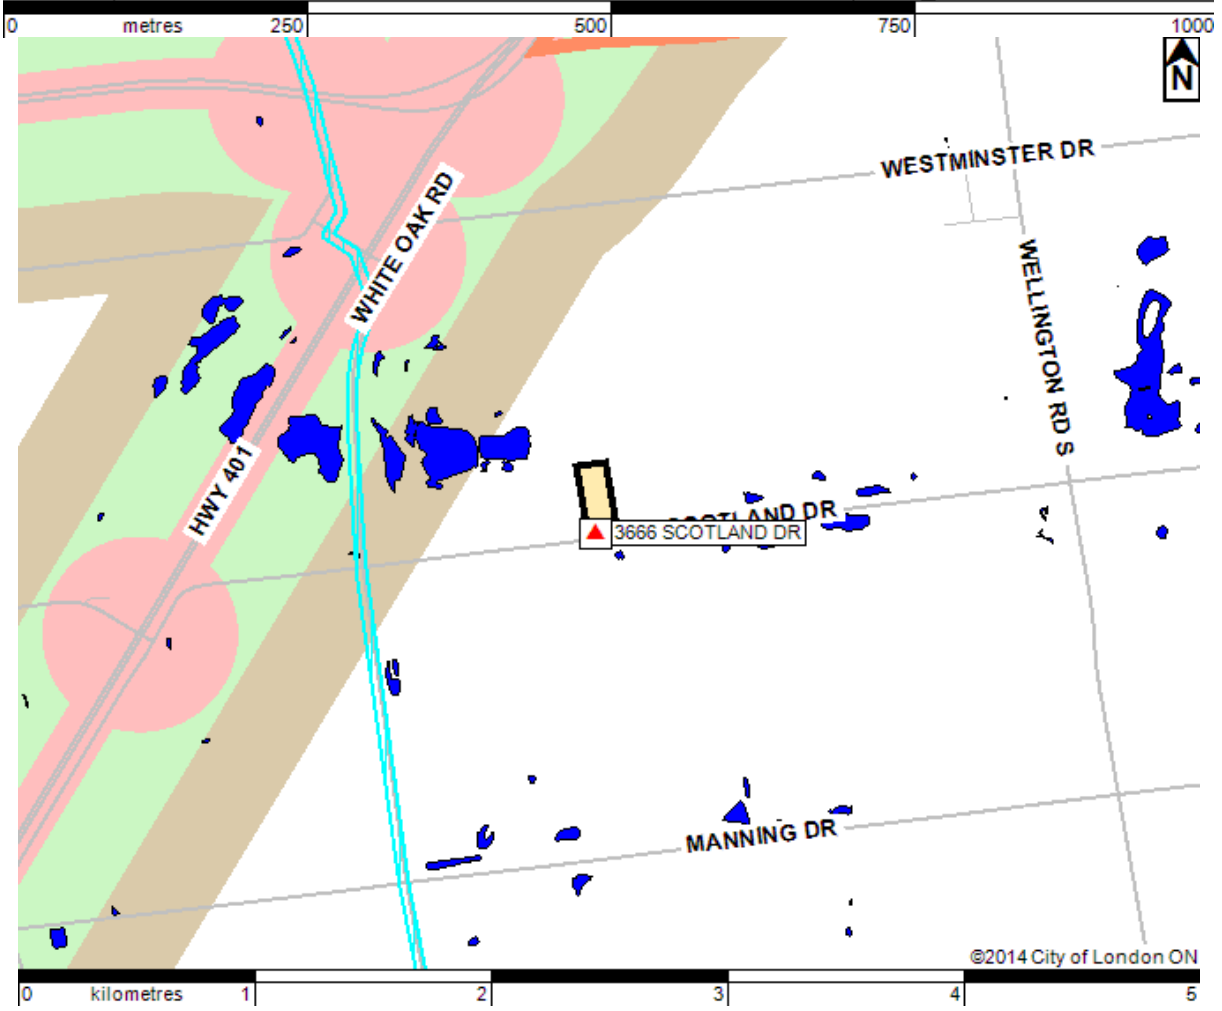 0 metres 250 500 750 1000
N
WESTMINSTER DR
WHITE OAK RD
WELLINGTON RD S
HWY 401
SCOTLAND DR
3666 SCOTLAND DR
MANNING DR
©2014 City of London ON
0 kilometres 1 2 3 4 5